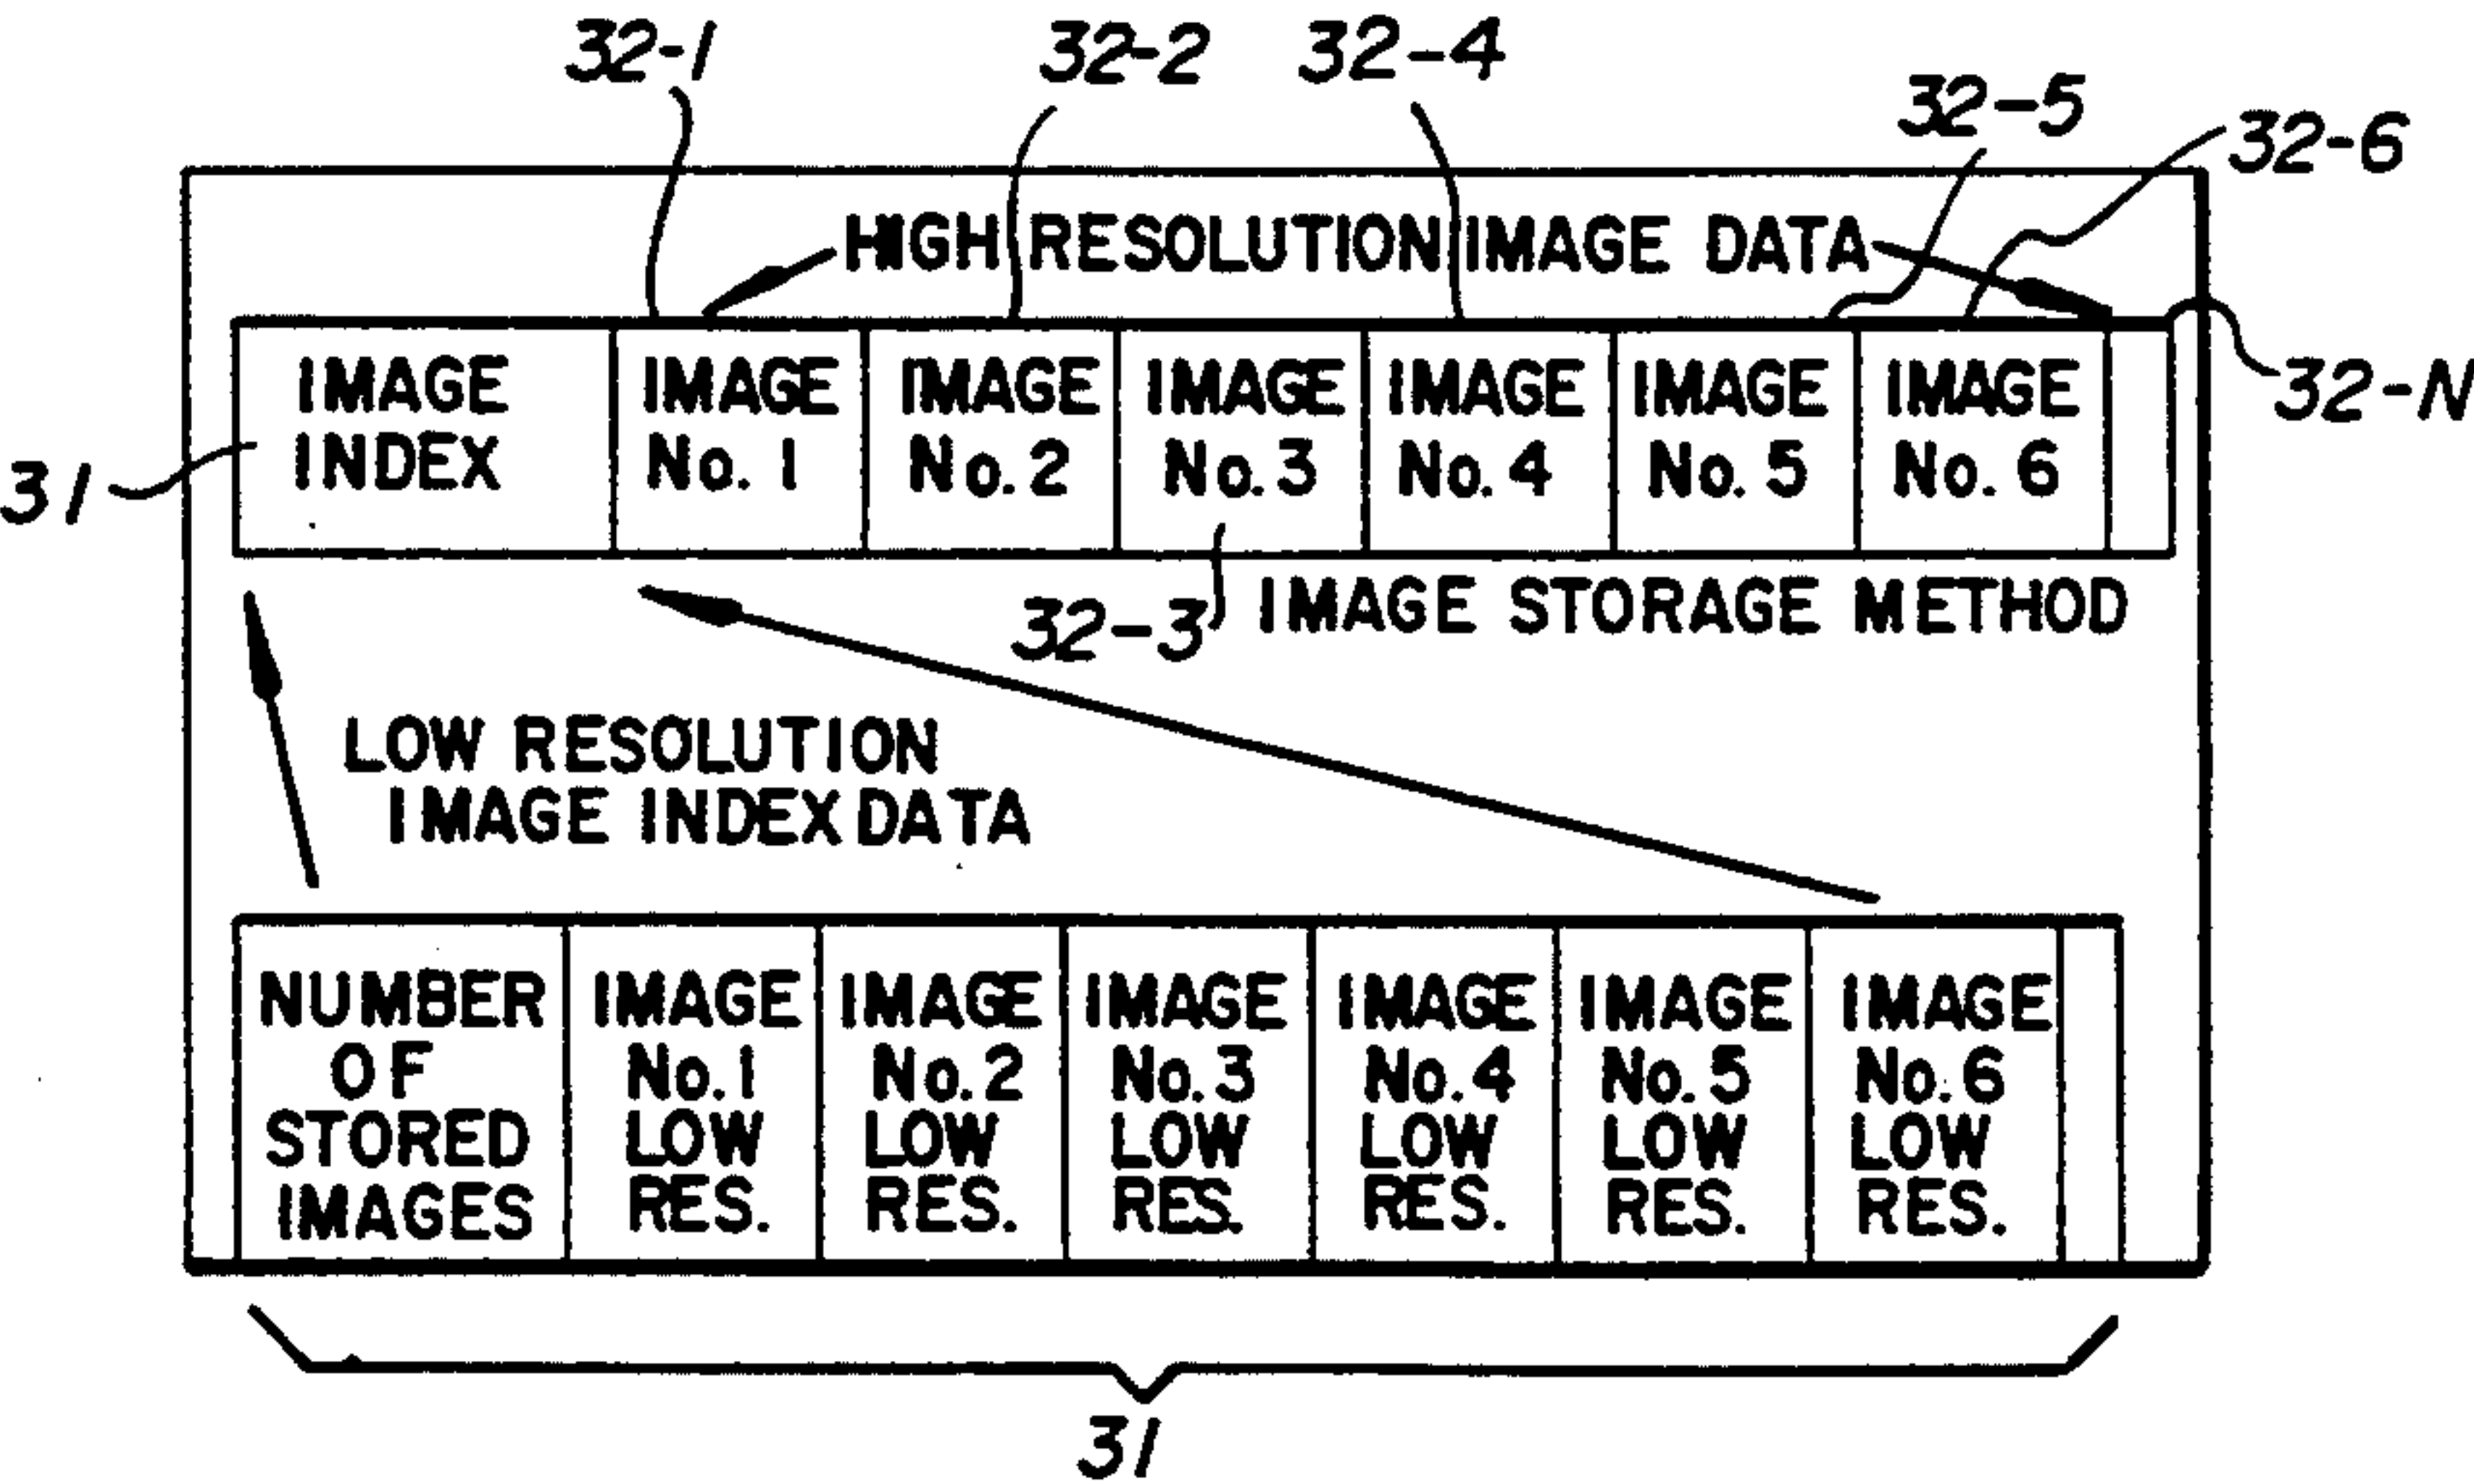 32-1
32-2
32-4
32-5
32-6
HIGH RESOLUTION IMAGE DATA
IMAGE INDEX
IMAGE No. 1
IMAGE No. 2
IMAGE No. 3
IMAGE No. 4
IMAGE No. 5
IMAGE No. 6
32-N
31
32-3
IMAGE STORAGE METHOD
LOW RESOLUTION
IMAGE INDEX DATA
NUMBER OF STORED IMAGES
IMAGE No. 1 LOW RES.
IMAGE No. 2 LOW RES.
IMAGE No. 3 LOW RES.
IMAGE No. 4 LOW RES.
IMAGE No. 5 LOW RES.
IMAGE No. 6 LOW RES.
31